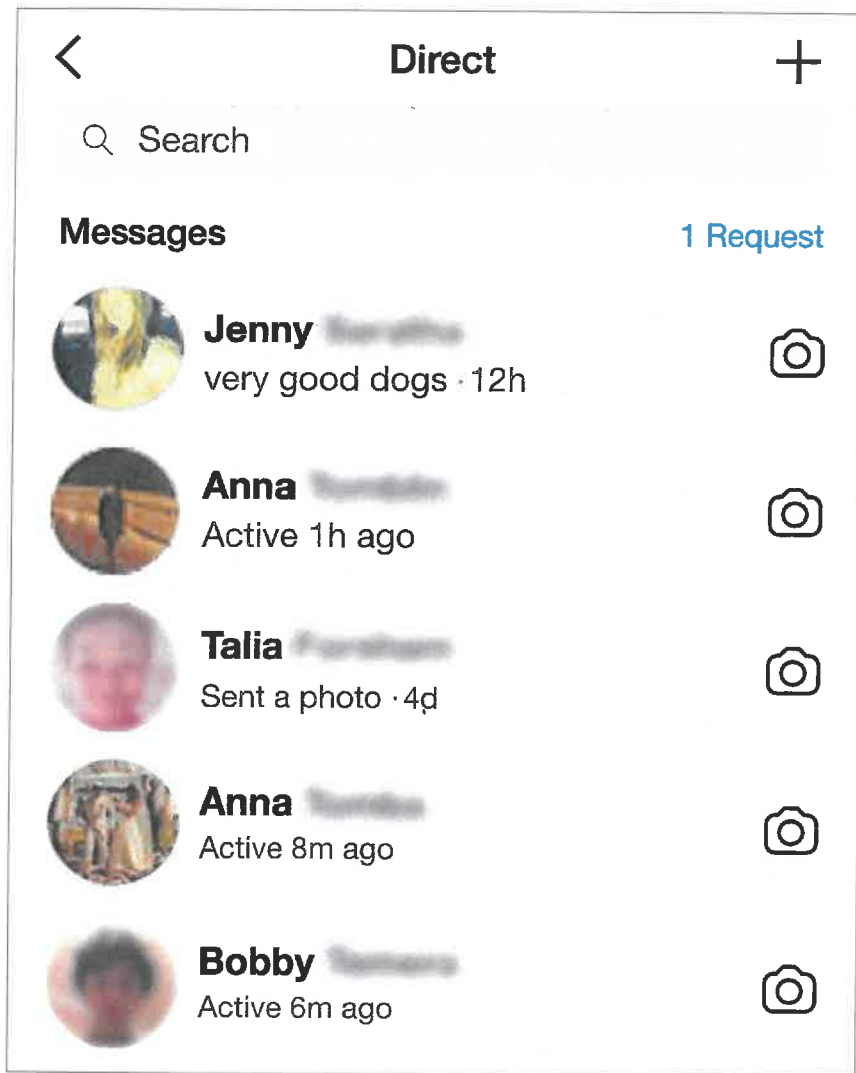 Direct
Search
Messages
1 Request
Jenny
very good dogs · 12h
Anna
Active 1h ago
Talia
Sent a photo · 4d
Anna
Active 8m ago
Bobby
Active 6m ago